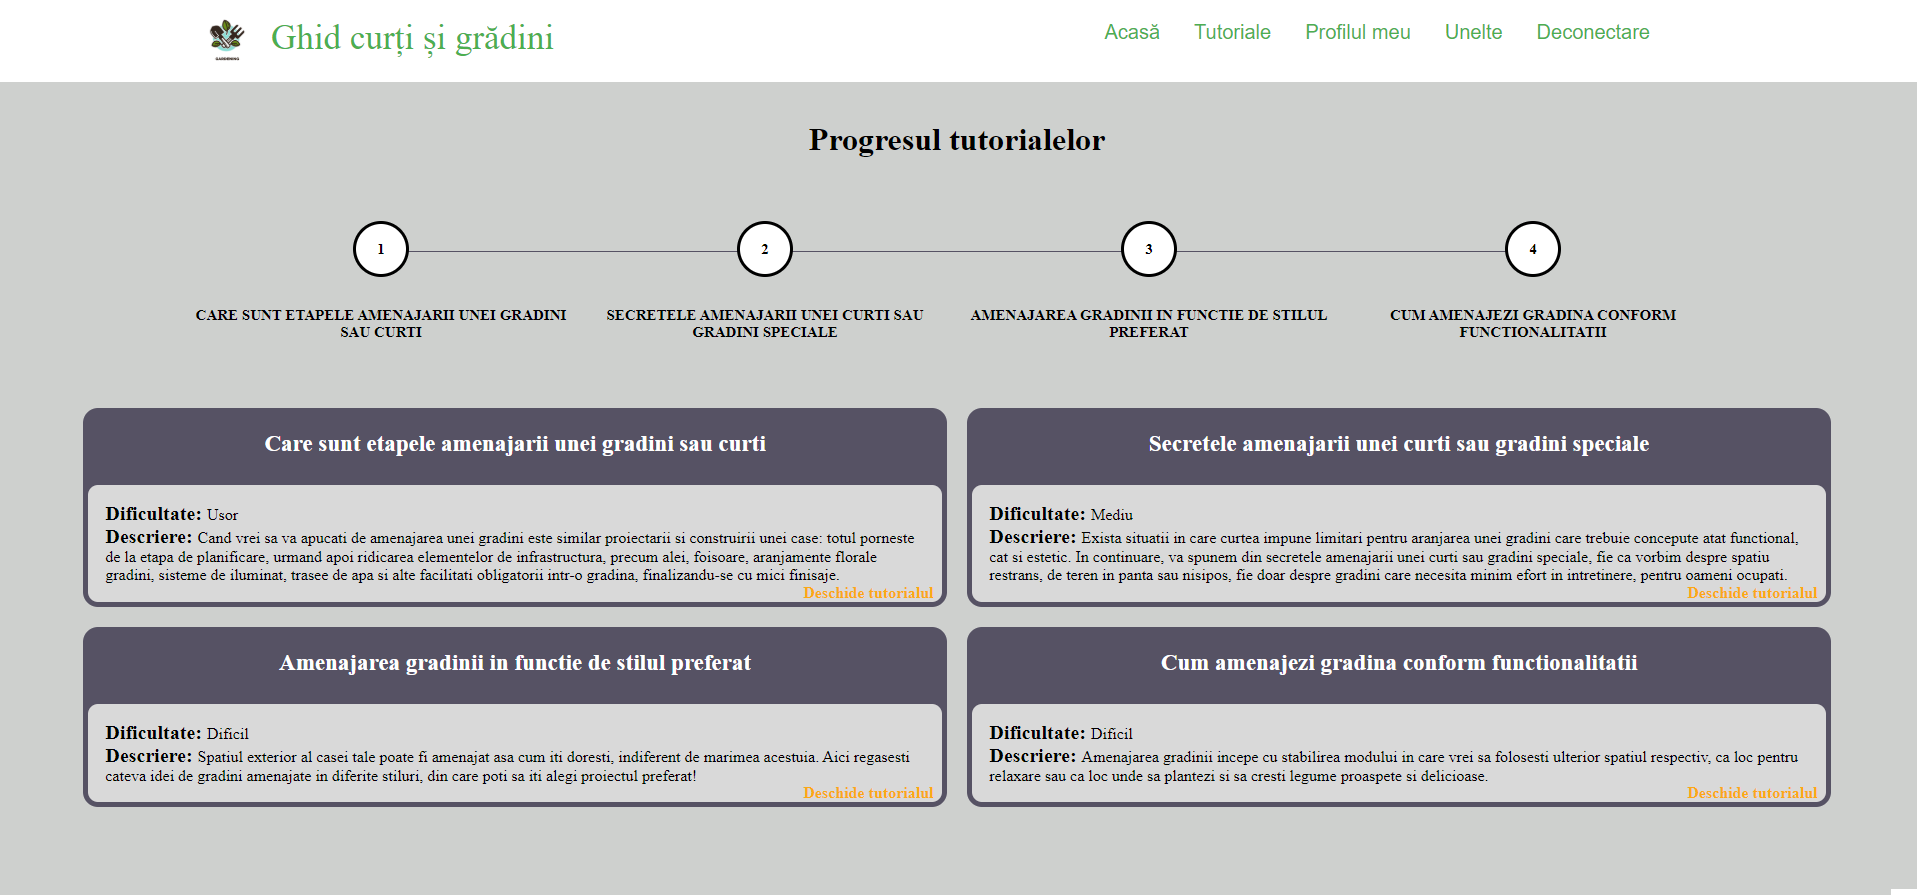 GARDENING
Ghid curți și grădini
Acasă
Tutoriale
Profilul meu
Unelte
Deconectare
Progresul tutorialelor
1
2
3
4
CARE SUNT ETAPELE AMENAJARII UNEI GRADINI
SAU CURTI
SECRETELE AMENAJARII UNEI CURTI SAU
GRADINI SPECIALE
AMENAJAREA GRADINII IN FUNCTIE DE STILUL
PREFERAT
CUM AMENAJEZI GRADINA CONFORM
FUNCTIONALITATII
Care sunt etapele amenajarii unei gradini sau curti
Dificultate: Usor
Descriere: Cand vrei sa va apucati de amenajarea unei gradini este similar proiectarii si construirii unei case: totul porneste
de la etapa de planificare, urmand apoi ridicarea elementelor de infrastructura, precum alei, foisoare, aranjamente florale
gradini, sisteme de iluminat, trasee de apa si alte facilitati obligatorii intr-o gradina, finalizandu-se cu mici finisaje.
Deschide tutorialul
Secretele amenajarii unei curti sau gradini speciale
Dificultate: Mediu
Descriere: Exista situatii in care curtea impune limitari pentru aranjarea unei gradini care trebuie concepute atat functional,
cat si estetic. In continuare, va spunem din secretele amenajarii unei curti sau gradini speciale, fie ca vorbim despre spatiu
restrans, de teren in panta sau nisipos, fie doar despre gradini care necesita minim efort in intretinere, pentru oameni ocupati.
Deschide tutorialul
Amenajarea gradinii in functie de stilul preferat
Dificultate: Dificil
Descriere: Spatiul exterior al casei tale poate fi amenajat asa cum iti doresti, indiferent de marimea acestuia. Aici regasesti
cateva idei de gradini amenajate in diferite stiluri, din care poti sa iti alegi proiectul preferat!
Deschide tutorialul
Cum amenajezi gradina conform functionalitatii
Dificultate: Dificil
Descriere: Amenajarea gradinii incepe cu stabilirea modului in care vrei sa folosesti ulterior spatiul respectiv, ca loc pentru
relaxare sau ca loc unde sa plantezi si sa cresti legume proaspete si delicioase.
Deschide tutorialul